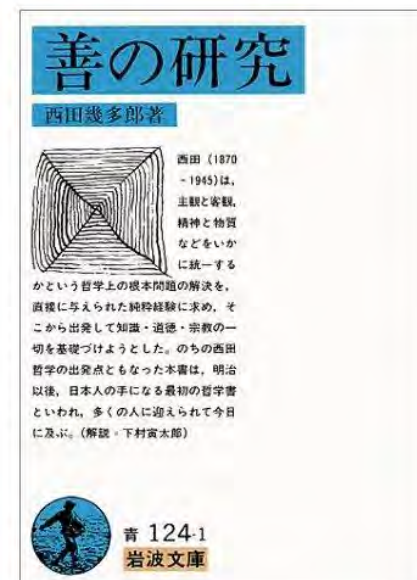 善の研究
西田幾多郎著
西田(1870
-1945)は,
主観と客観,
精神と物質
などをいか
に統一する
かという哲学上の根本問題の解決を,
直接に与えられた純粋経験に求め, そ
こから出発して知識・道徳・宗教の一
切を基礎づけようとした。のちの西田
哲学の出発点ともなった本書は, 明治
以後, 日本人の手になる最初の哲学書
といわれ, 多くの人に迎えられて今日
に及ぶ。(解説・下村寅太郎)
青 124-1
岩波文庫